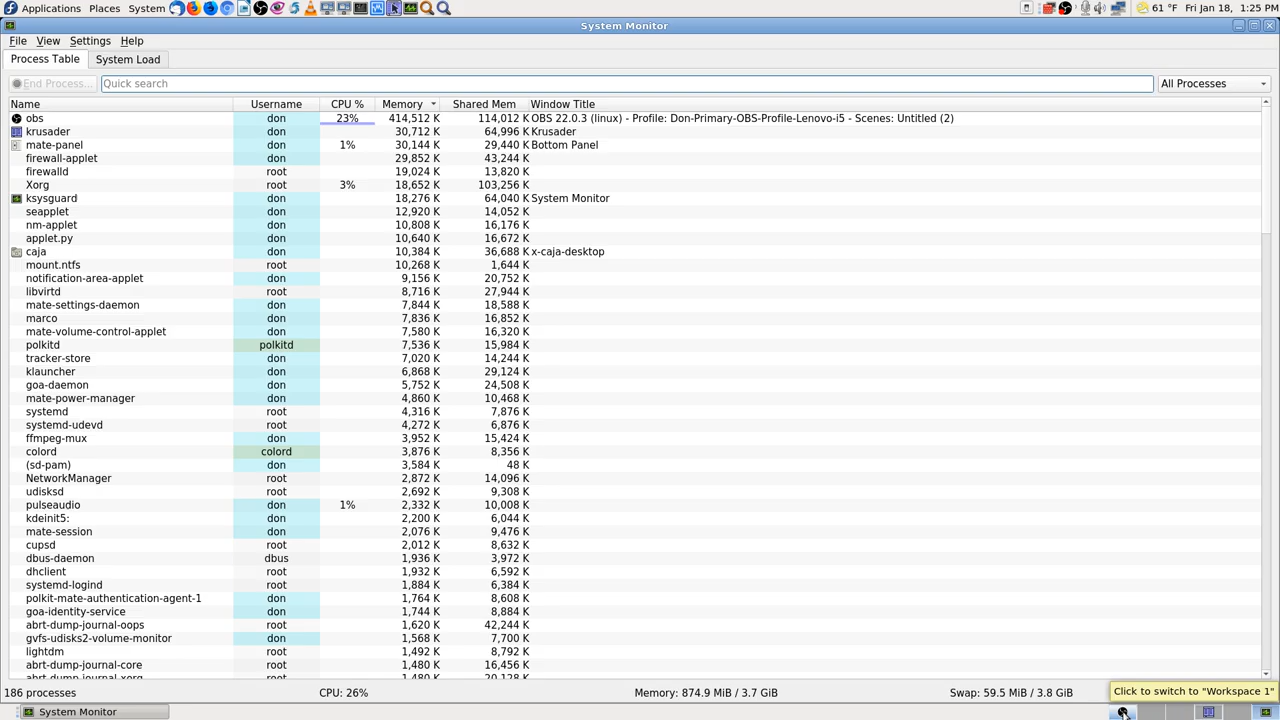 Applications Places System 61 °F Fri Jan 18, 1:25 PM
System Monitor
File View Settings Help
Process Table System Load
End Process... Quick search All Processes
Name Username CPU % Memory Shared Mem Window Title
obs don 23% 414,512 K 114,012 K OBS 22.0.3 (linux) - Profile: Don-Primary-OBS-Profile-Lenovo-i5 - Scenes: Untitled (2)
krusader don 30,712 K 64,996 K Krusader
mate-panel don 1% 30,144 K 29,440 K Bottom Panel
firewall-applet don 29,852 K 43,244 K
firewalld root 19,024 K 13,820 K
Xorg root 3% 18,652 K 103,256 K
ksysguard don 18,276 K 64,040 K System Monitor
seapplet don 12,920 K 14,052 K
nm-applet don 10,808 K 16,176 K
applet.py don 10,640 K 16,672 K
caja don 10,384 K 36,688 K x-caja-desktop
mount.ntfs root 10,268 K 1,644 K
notification-area-applet don 9,156 K 20,752 K
libvirtd root 8,716 K 27,944 K
mate-settings-daemon don 7,844 K 18,588 K
marco don 7,836 K 16,852 K
mate-volume-control-applet don 7,580 K 16,320 K
polkitd polkitd 7,536 K 15,984 K
tracker-store don 7,020 K 14,244 K
klauncher don 6,868 K 29,124 K
goa-daemon don 5,752 K 24,508 K
mate-power-manager don 4,860 K 10,468 K
systemd root 4,316 K 7,876 K
systemd-udevd root 4,272 K 6,876 K
ffmpeg-mux don 3,952 K 15,424 K
colord colord 3,876 K 8,356 K
(sd-pam) don 3,584 K 48 K
NetworkManager root 2,872 K 14,096 K
udisksd root 2,692 K 9,308 K
pulseaudio don 1% 2,332 K 10,008 K
kdeinit5: don 2,200 K 6,044 K
mate-session don 2,076 K 9,476 K
cupsd root 2,012 K 8,632 K
dbus-daemon dbus 1,936 K 3,972 K
dhclient root 1,932 K 6,592 K
systemd-logind root 1,884 K 6,384 K
polkit-mate-authentication-agent-1 don 1,764 K 8,608 K
goa-identity-service don 1,744 K 8,884 K
abrt-dump-journal-oops root 1,620 K 42,244 K
gvfs-udisks2-volume-monitor don 1,568 K 7,700 K
lightdm root 1,492 K 8,792 K
abrt-dump-journal-core root 1,480 K 16,456 K
abrt-dump-journal-xorg root 1,480 K 20,128 K
186 processes CPU: 26% Memory: 874.9 MiB / 3.7 GiB Swap: 59.5 MiB / 3.8 GiB Click to switch to "Workspace 1"
System Monitor